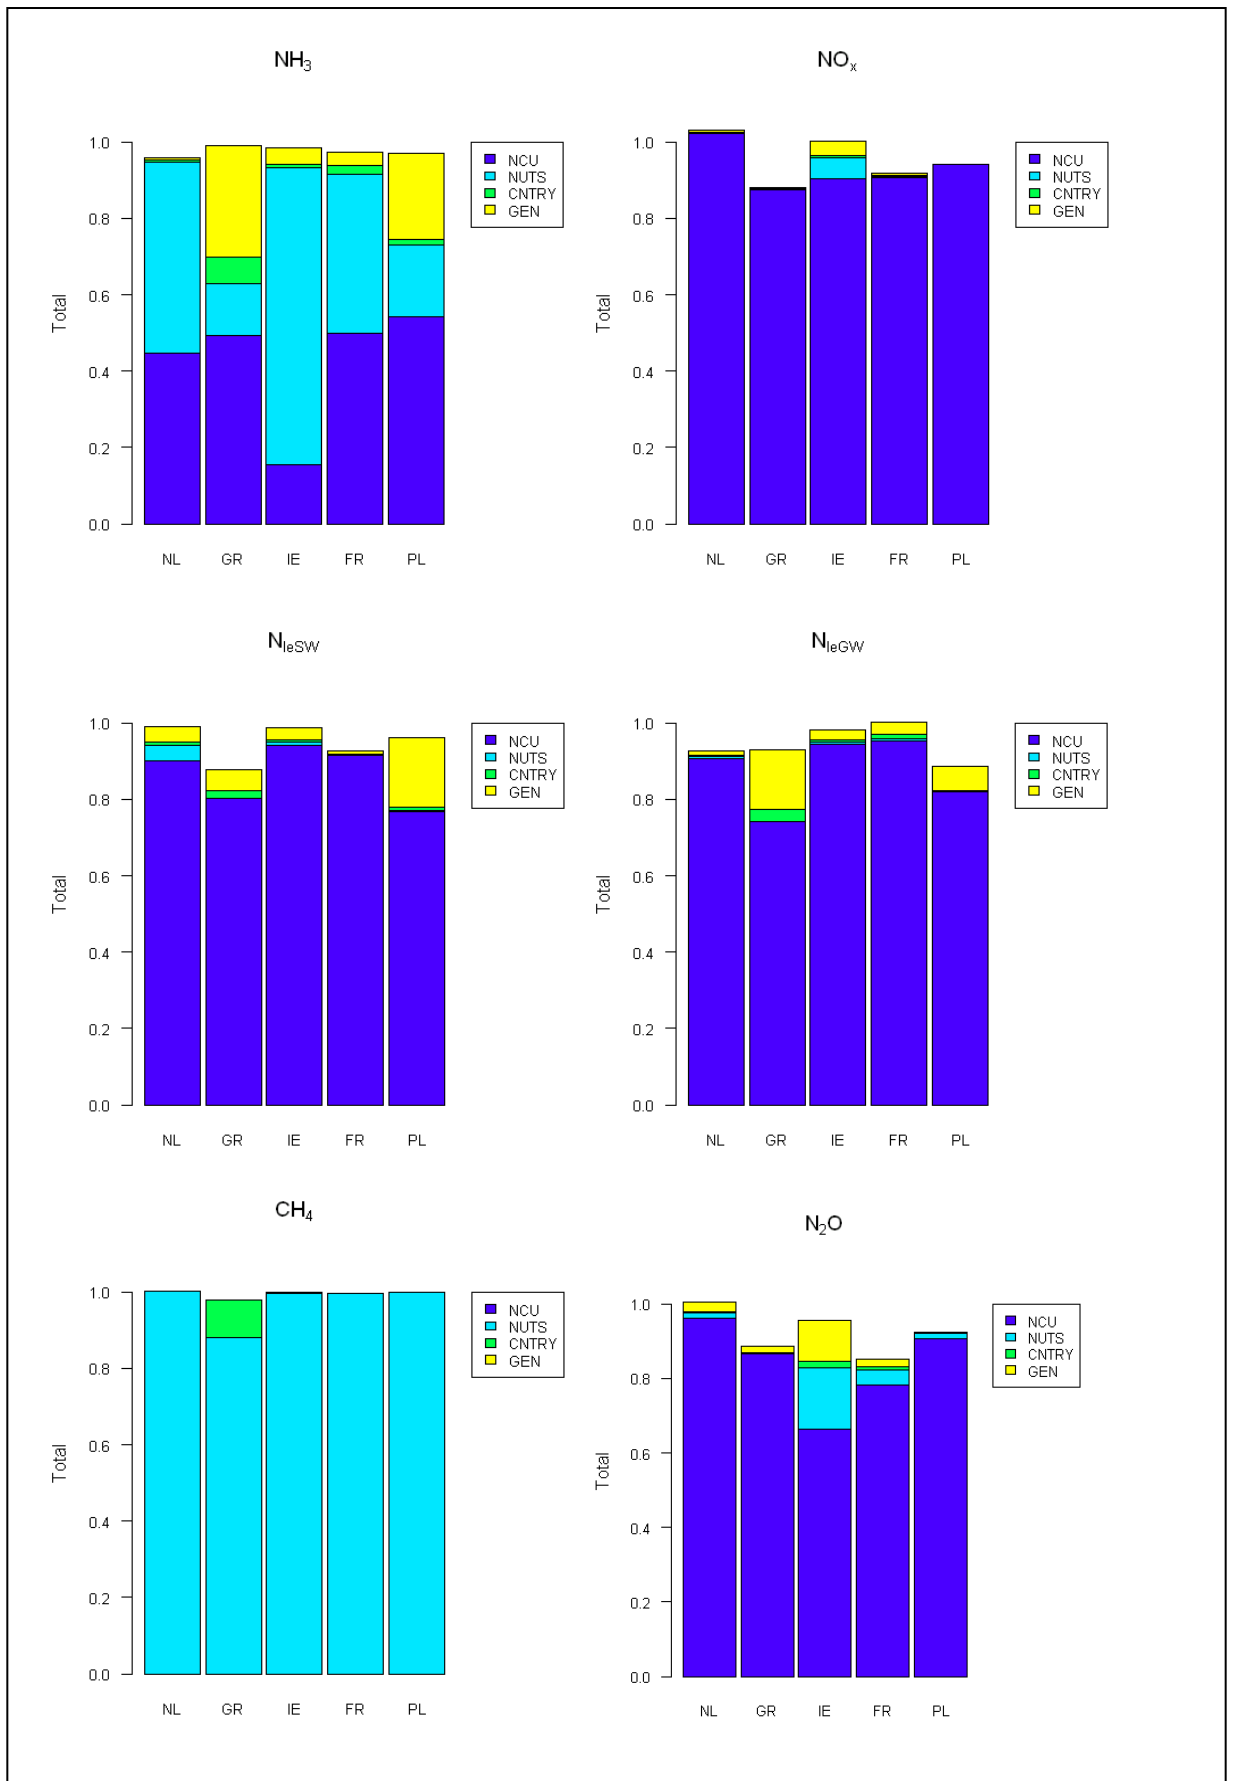 NH3
1.0
0.8
0.6
0.4
0.2
0.0
Total
NL GR IE FR PL
NCU
NUTS
CNTRY
GEN
NOx
1.0
0.8
0.6
0.4
0.2
0.0
Total
NL GR IE FR PL
NCU
NUTS
CNTRY
GEN
NleSW
1.0
0.8
0.6
0.4
0.2
0.0
Total
NL GR IE FR PL
NCU
NUTS
CNTRY
GEN
NleGW
1.0
0.8
0.6
0.4
0.2
0.0
Total
NL GR IE FR PL
NCU
NUTS
CNTRY
GEN
CH4
1.0
0.8
0.6
0.4
0.2
0.0
Total
NL GR IE FR PL
NCU
NUTS
CNTRY
GEN
N2O
1.0
0.8
0.6
0.4
0.2
0.0
Total
NL GR IE FR PL
NCU
NUTS
CNTRY
GEN